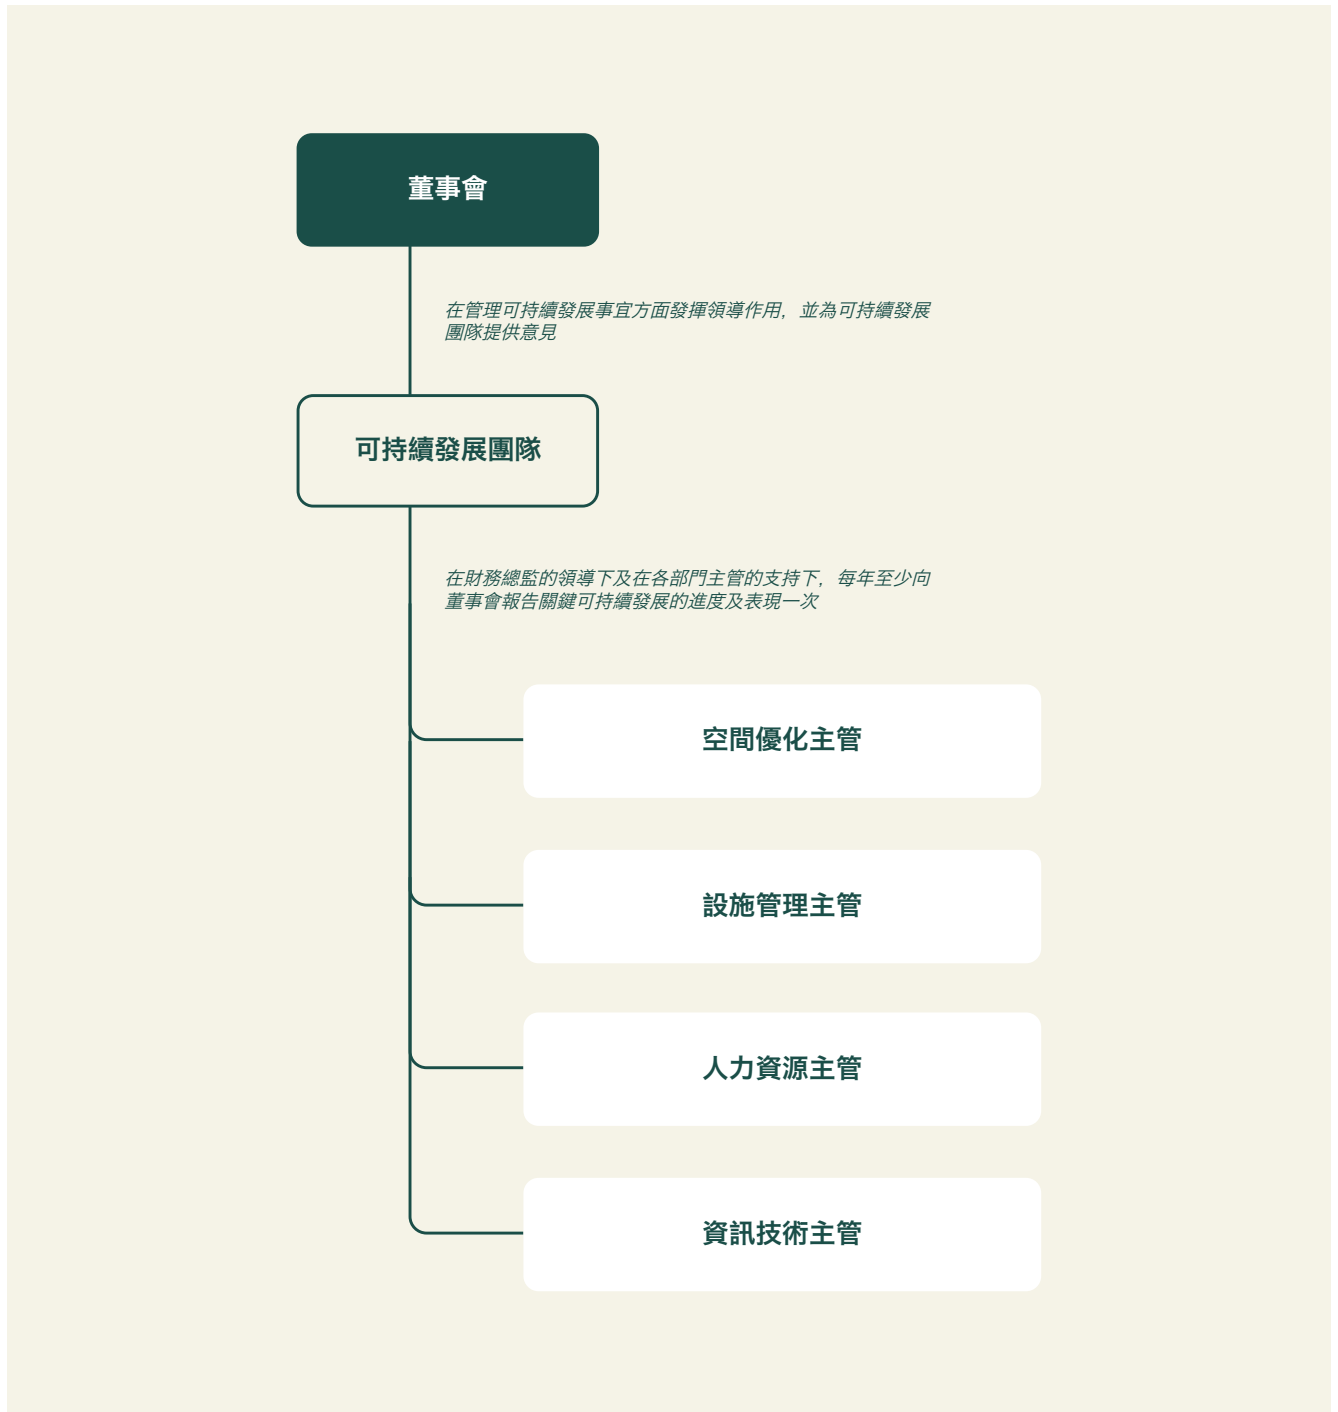 董事會
在管理可持續發展事宜方面發揮領導作用，並為可持續發展
團隊提供意見
可持續發展團隊
在財務總監的領導下及在各部門主管的支持下，每年至少向
董事會報告關鍵可持續發展的進度及表現一次
空間優化主管
設施管理主管
人力資源主管
資訊技術主管